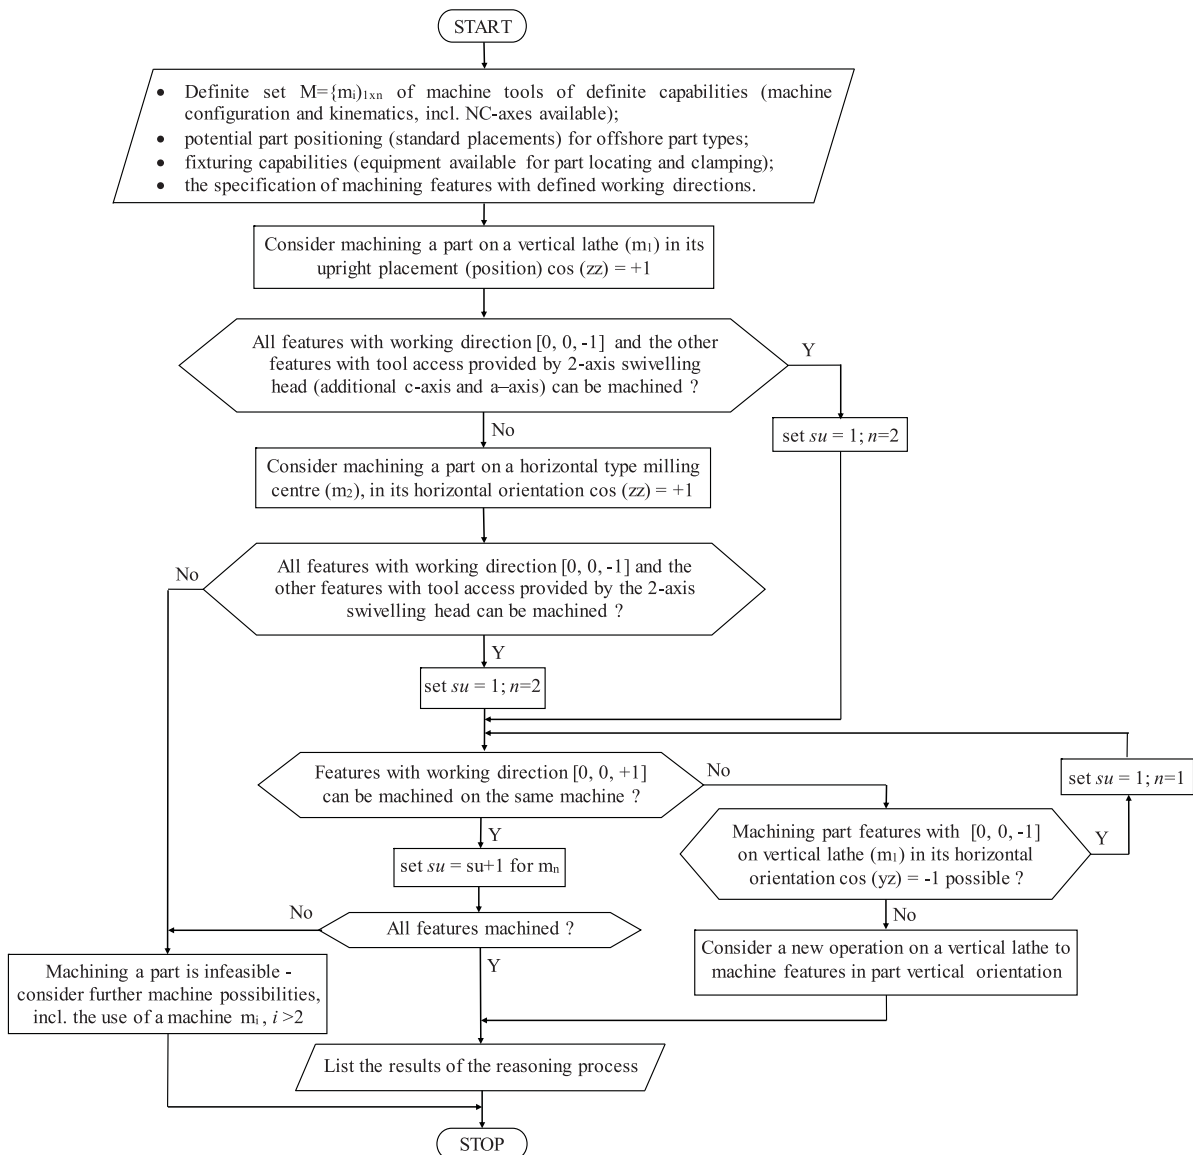 START
• Definite set M={mi)1xn of machine tools of definite capabilities (machine
configuration and kinematics, incl. NC-axes available);
• potential part positioning (standard placements) for offshore part types;
• fixturing capabilities (equipment available for part locating and clamping);
• the specification of machining features with defined working directions.
Consider machining a part on a vertical lathe (m1) in its
upright placement (position) cos (zz) = +1
All features with working direction [0, 0, -1] and the other
features with tool access provided by 2-axis swivelling
head (additional c-axis and a–axis) can be machined ?
Y
No
set su = 1; n=2
Consider machining a part on a horizontal type milling
centre (m2), in its horizontal orientation cos (zz) = +1
No
All features with working direction [0, 0, -1] and the
other features with tool access provided by the 2-axis
swivelling head can be machined ?
Y
set su = 1; n=2
Features with working direction [0, 0, +1]
can be machined on the same machine ?
No
set su = 1; n=1
Y
Machining part features with [0, 0, -1]
on vertical lathe (m1) in its horizontal
orientation cos (yz) = -1 possible ?
Y
set su = su+1 for mn
No
All features machined ?
No
Y
Consider a new operation on a vertical lathe to
machine features in part vertical orientation
Machining a part is infeasible -
consider further machine possibilities,
incl. the use of a machine mi, i >2
List the results of the reasoning process
STOP